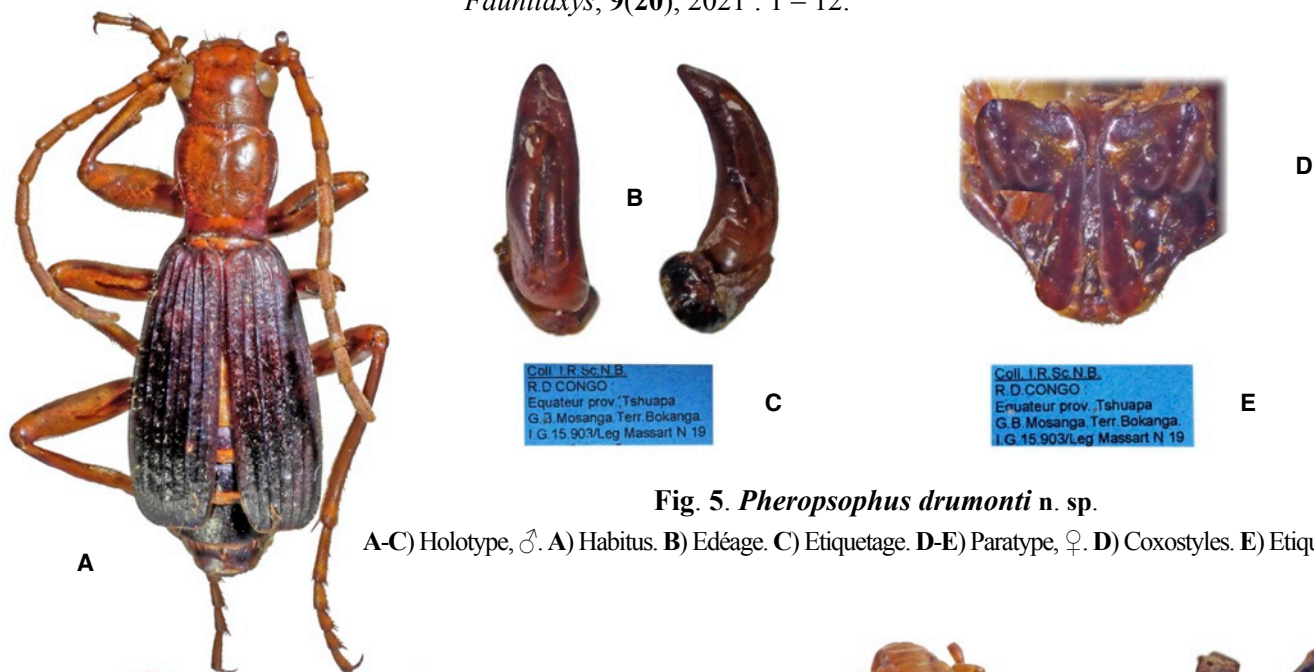 Faunitaxys, 9(20), 2021 : 1 – 12.
B
D
Coll. I.R.Sc.N.B.
R.D.CONGO :
Equateur prov.,Tshuapa
G.B.Mosanga.Terr.Bokanga.
I.G.15.903/Leg Massart N 19
C
Coll. I.R.Sc.N.B.
R.D.CONGO :
Equateur prov.,Tshuapa
G.B.Mosanga.Terr.Bokanga.
I.G.15.903/Leg Massart N 19
E
Fig. 5. Pheropsophus drumonti n. sp.
A-C) Holotype, ♂. A) Habitus. B) Edéage. C) Etiquetage. D-E) Paratype, ♀. D) Coxostyles. E)
A